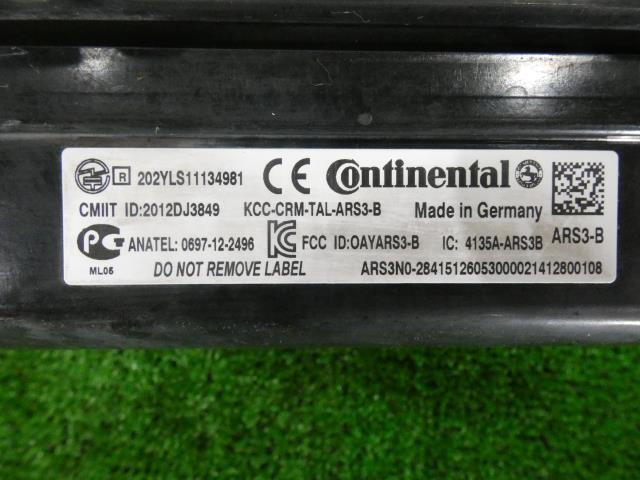 R 202YLS11134981 CE Continental
CMIIT ID:2012DJ3849 KCC-CRM-TAL-ARS3-B Made in Germany
ANATEL: 0697-12-2496 FCC ID:OAYARS3-B IC: 4135A-ARS3B ARS3-B
ML05 DO NOT REMOVE LABEL ARS3N0-28415126053000021412800108